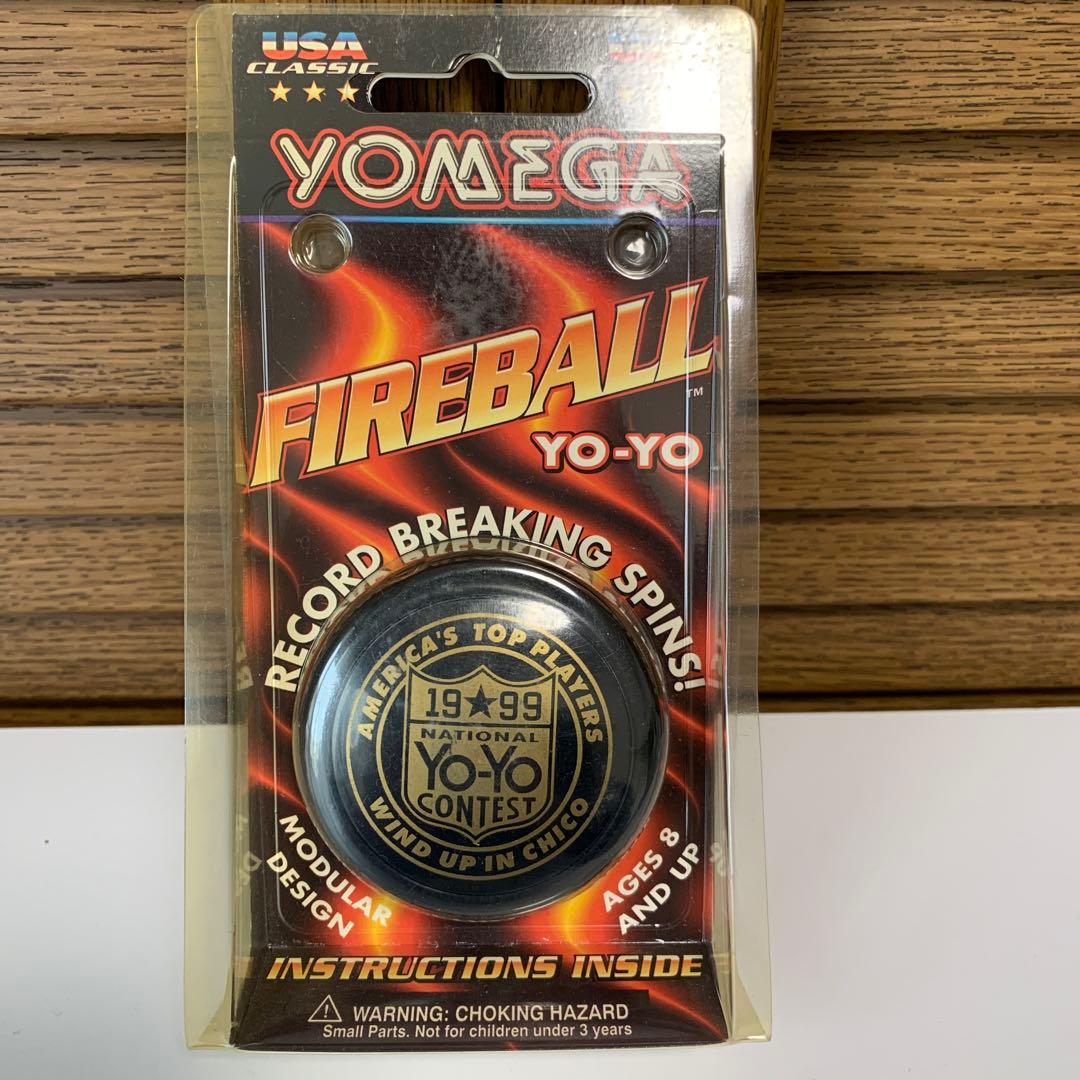 USA
CLASSIC
YOMEGA
FIREBALL
TM
YO-YO
RECORD BREAKING SPINS!
AMERICA'S TOP PLAYERS
19★99
NATIONAL
YO-YO
CONTEST
WIND UP IN CHICO
MODULAR
DESIGN
AGES 8
AND UP
INSTRUCTIONS INSIDE
WARNING: CHOKING HAZARD
Small Parts. Not for children under 3 years